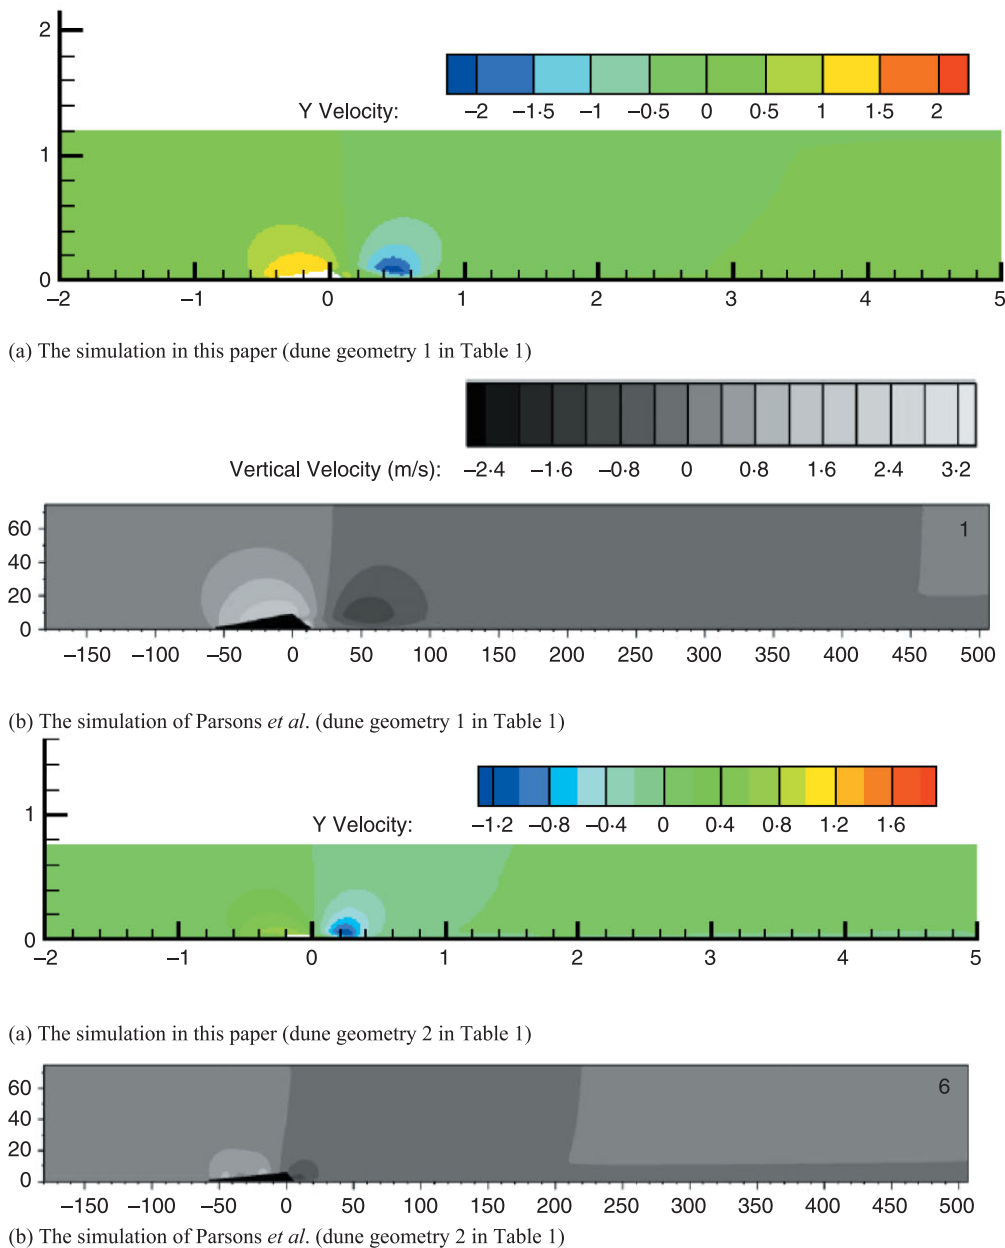 2
Y Velocity: −2 −1·5 −1 −0·5 0 0·5 1 1·5 2
1
0
−2 −1 0 1 2 3 4 5
(a) The simulation in this paper (dune geometry 1 in Table 1)
Vertical Velocity (m/s): −2·4 −1·6 −0·8 0 0·8 1·6 2·4 3·2
1
60
40
20
0
−150 −100 −50 0 50 100 150 200 250 300 350 400 450 500
(b) The simulation of Parsons et al. (dune geometry 1 in Table 1)
1
Y Velocity: −1·2 −0·8 −0·4 0 0·4 0·8 1·2 1·6
0
−2 −1 0 1 2 3 4 5
(a) The simulation in this paper (dune geometry 2 in Table 1)
6
60
40
20
0
−150 −100 −50 0 50 100 150 200 250 300 350 400 450 500
(b) The simulation of Parsons et al. (dune geometry 2 in Table 1)